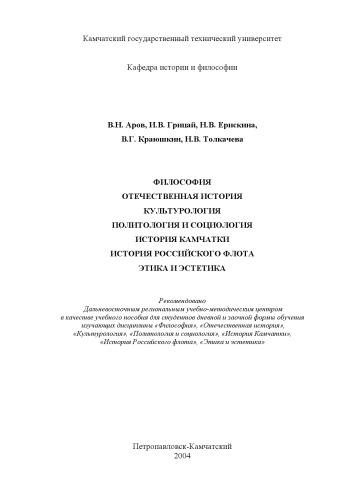 Камчатский государственный технический университет
Кафедра истории и философии
В.Н. Аров, И.В. Грицай, Н.В. Ерискина,
В.Г. Краюшкин, Н.В. Толкачева
ФИЛОСОФИЯ
ОТЕЧЕСТВЕННАЯ ИСТОРИЯ
КУЛЬТУРОЛОГИЯ
ПОЛИТОЛОГИЯ И СОЦИОЛОГИЯ
ИСТОРИЯ КАМЧАТКИ
ИСТОРИЯ РОССИЙСКОГО ФЛОТА
ЭТИКА И ЭСТЕТИКА
Рекомендовано
Дальневосточным региональным учебно-методическим центром
в качестве учебного пособия для студентов дневной и заочной формы обучения
изучающих дисциплины «Философия», «Отечественная история»,
«Культурология», «Политология и социология», «История Камчатки»,
«История Российского флота», «Этика и эстетика»
Петропавловск-Камчатский
2004